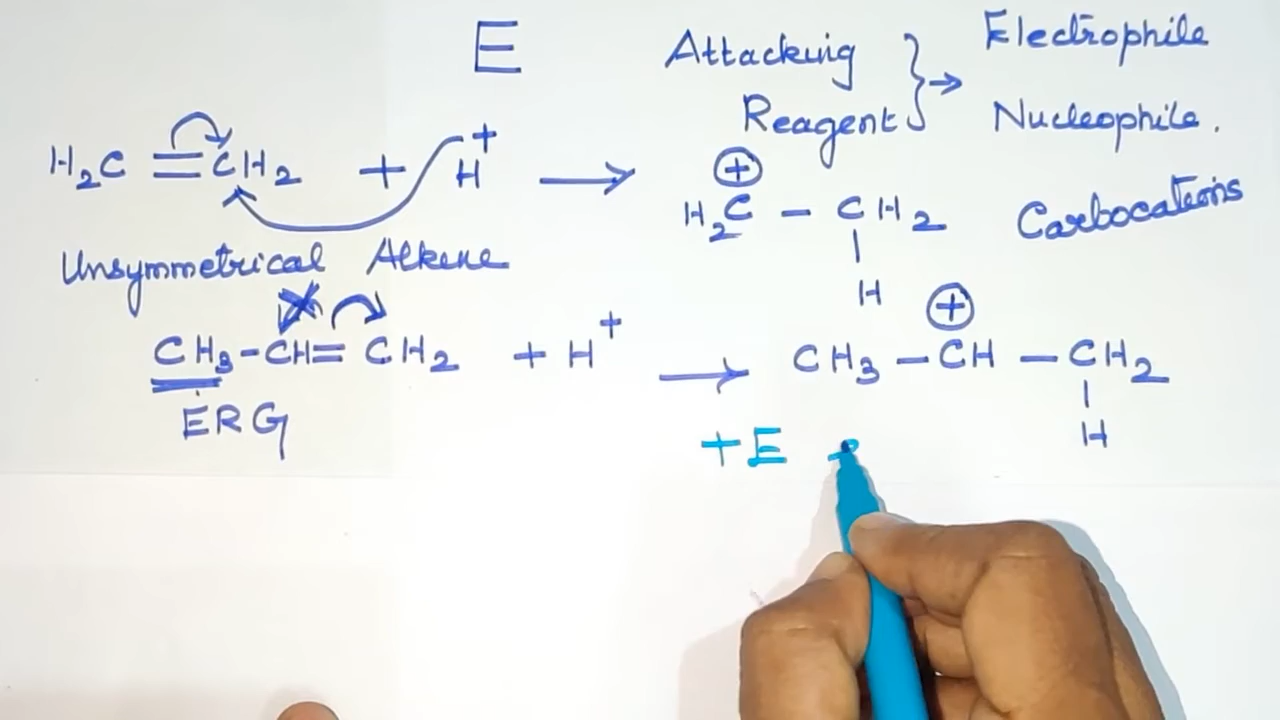 E
Attacking Reagent } → Electrophile Nucleophile.
H₂C = CH₂ + H⁺ → H₂C⊕ - CH₂
H
Carbocations
Unsymmetrical Alkene
CH₃-CH=CH₂ + H⁺ → CH₃ - CH⊕ - CH₂
H
ERG
+E